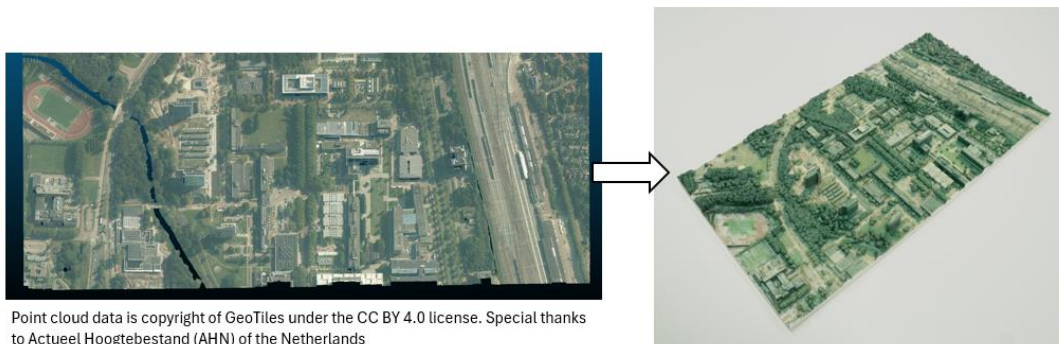 Point cloud data is copyright of GeoTiles under the CC BY 4.0 license. Special thanks
to Actueel Hoogtebestand (AHN) of the Netherlands